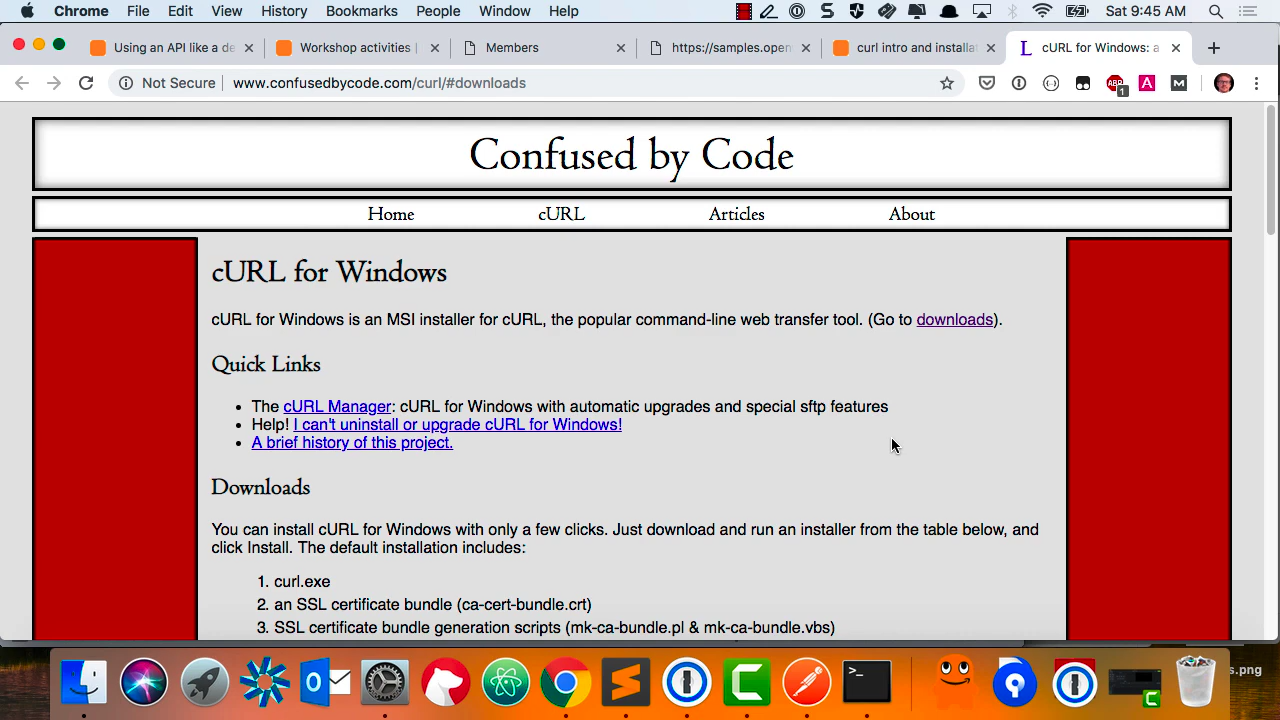 Chrome File Edit View History Bookmarks People Window Help Sat 9:45 AM
Using an API like a de
Workshop activities
Members
https://samples.open
curl intro and installat
cURL for Windows: a
Not Secure www.confusedbycode.com/curl/#downloads
Confused by Code
Home cURL Articles About
cURL for Windows
cURL for Windows is an MSI installer for cURL, the popular command-line web transfer tool. (Go to downloads).
Quick Links
• The cURL Manager: cURL for Windows with automatic upgrades and special sftp features
• Help! I can't uninstall or upgrade cURL for Windows!
• A brief history of this project.
Downloads
You can install cURL for Windows with only a few clicks. Just download and run an installer from the table below, and
click Install. The default installation includes:
1. curl.exe
2. an SSL certificate bundle (ca-cert-bundle.crt)
3. SSL certificate bundle generation scripts (mk-ca-bundle.pl & mk-ca-bundle.vbs)
s.png